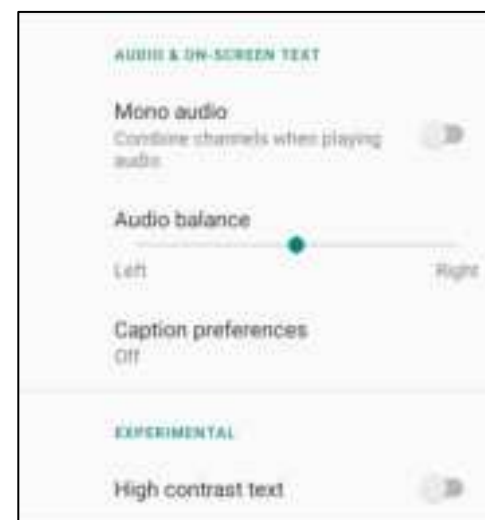 AUDIO & ON-SCREEN TEXT
Mono audio
Combine channels when playing
audio
Audio balance
Left
Right
Caption preferences
Off
EXPERIMENTAL
High contrast text